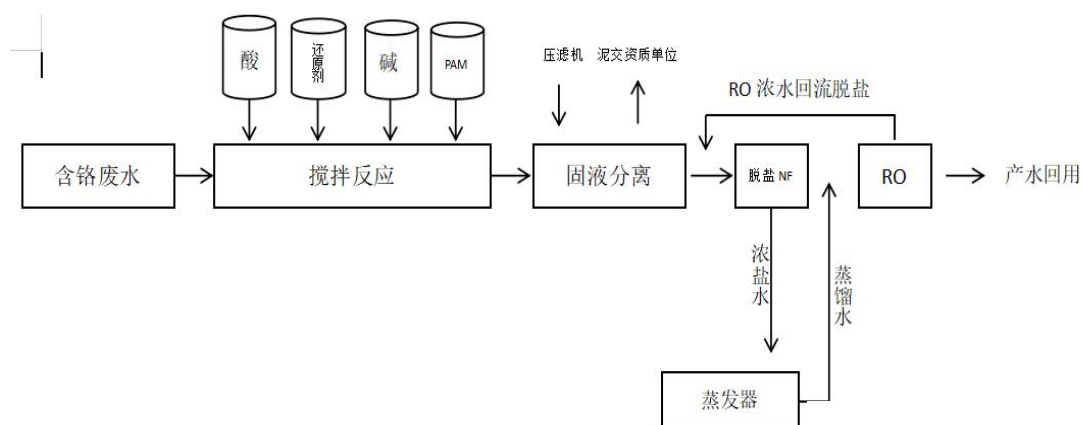 酸
还原剂
碱
PAM
压滤机
泥交资质单位
RO 浓水回流脱盐
含铬废水
搅拌反应
固液分离
脱盐 NF
RO
产水回用
浓盐水
蒸馏水
蒸发器